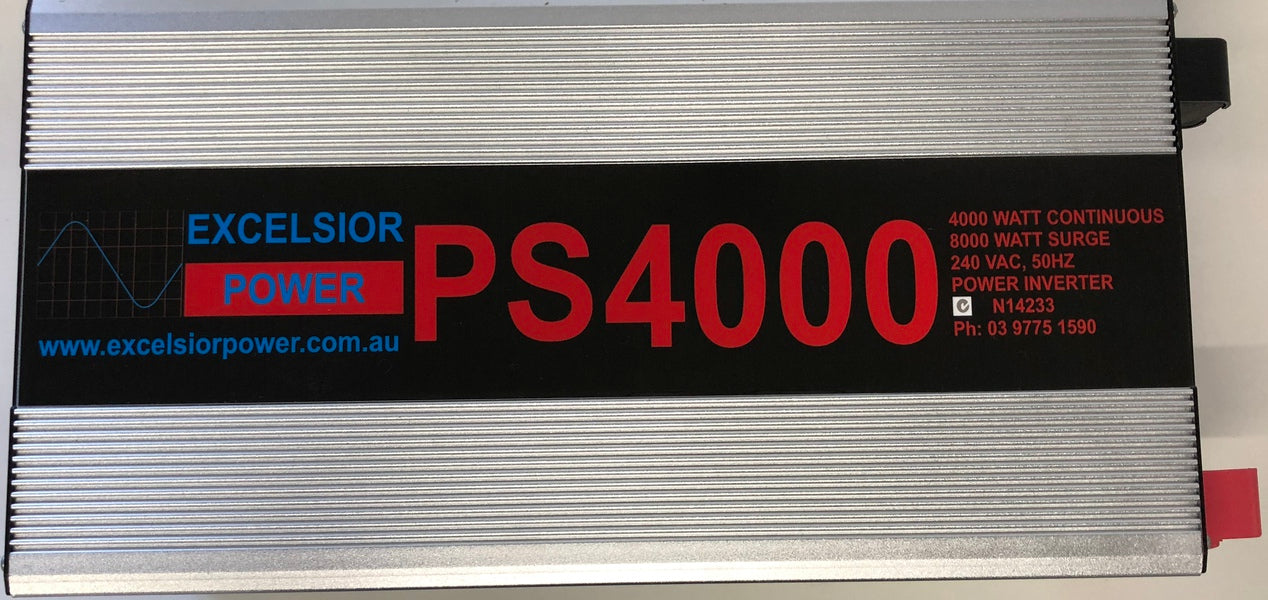 EXCELSIOR
POWER
www.excelsiorpower.com.au
PS4000
4000 WATT CONTINUOUS
8000 WATT SURGE
240 VAC, 50HZ
POWER INVERTER
N14233
Ph: 03 9775 1590